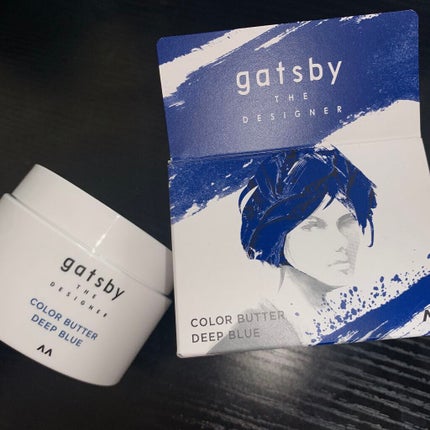 gatsby
THE
DESIGNER
COLOR BUTTER
DEEP BLUE
gatsby
THE
DESIGNER
COLOR BUTTER
DEEP BLUE